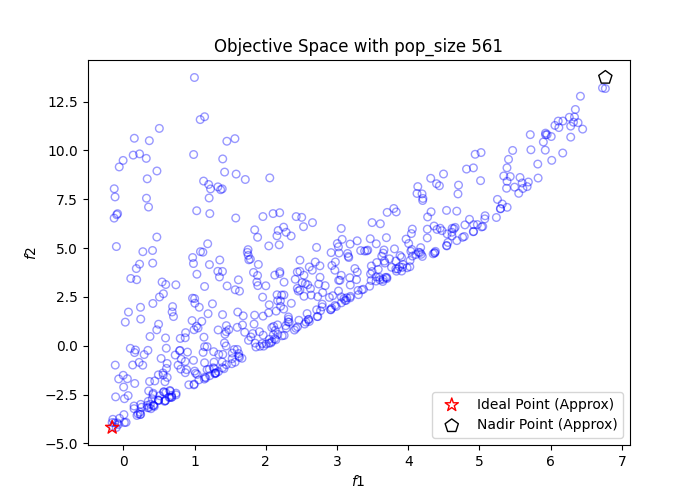 Objective Space with pop_size 561
12.5
10.0
7.5
5.0
2.5
0.0
−2.5
−5.0
f2
0 1 2 3 4 5 6 7
f1
Ideal Point (Approx)
Nadir Point (Approx)